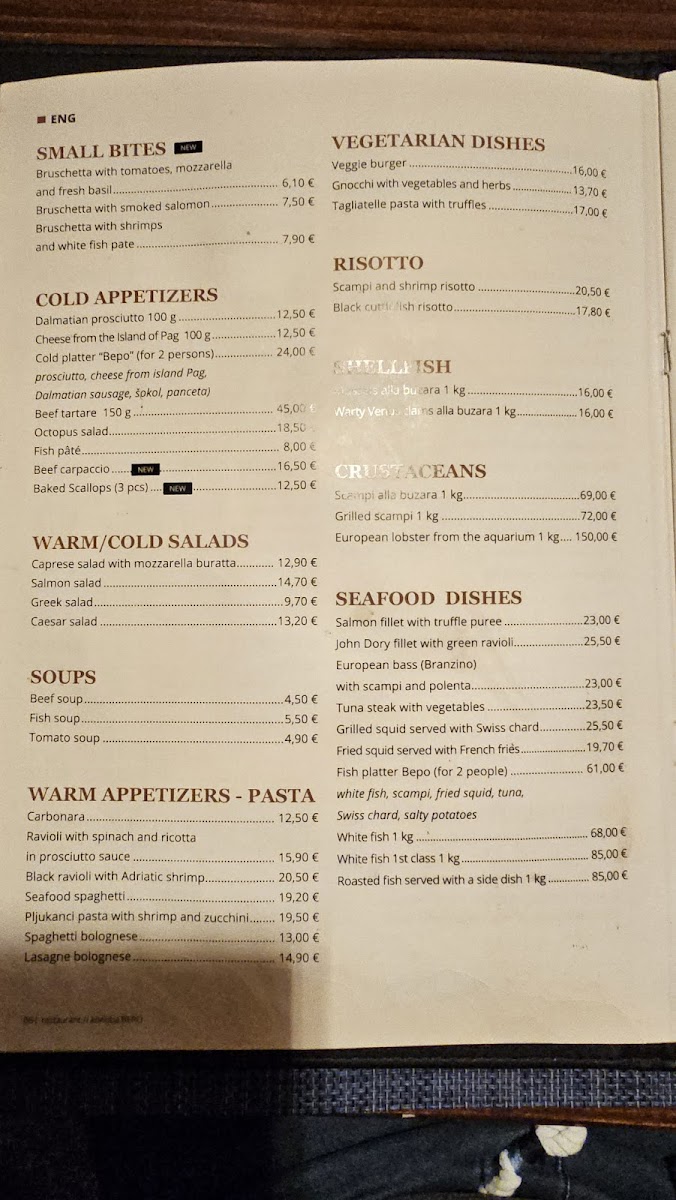 ENG
SMALL BITES NEW
Bruschetta with tomatoes, mozzarella
and fresh basil 6,10 €
Bruschetta with smoked salomon 7,50 €
Bruschetta with shrimps
and white fish pate 7,90 €
COLD APPETIZERS
Dalmatian prosciutto 100 g 12,50 €
Cheese from the Island of Pag 100 g 12,50 €
Cold platter "Bepo" (for 2 persons) 24,00 €
prosciutto, cheese from island Pag,
Dalmatian sausage, špkol, panceta)
Beef tartare 150 g 45,00 €
Octopus salad 18,50
Fish pâté 8,00 €
Beef carpaccio NEW 16,50 €
Baked Scallops (3 pcs) NEW 12,50 €
WARM/COLD SALADS
Caprese salad with mozzarella buratta 12,90 €
Salmon salad 14,70 €
Greek salad 9,70 €
Caesar salad 13,20 €
SOUPS
Beef soup 4,50 €
Fish soup 5,50 €
Tomato soup 4,90 €
WARM APPETIZERS - PASTA
Carbonara 12,50 €
Ravioli with spinach and ricotta
in prosciutto sauce 15,90 €
Black ravioli with Adriatic shrimp 20,50 €
Seafood spaghetti 19,20 €
Pljukanci pasta with shrimp and zucchini 19,50 €
Spaghetti bolognese 13,00 €
Lasagne bolognese 14,90 €
VEGETARIAN DISHES
Veggie burger 16,00 €
Gnocchi with vegetables and herbs 13,70 €
Tagliatelle pasta with truffles 17,00 €
RISOTTO
Scampi and shrimp risotto 20,50 €
Black cuttlefish risotto 17,80 €
SHELLFISH
alla buzara 1 kg 16,00 €
Warty Venus clams alla buzara 1 kg 16,00 €
CRUSTACEANS
Scampi alla buzara 1 kg 69,00 €
Grilled scampi 1 kg 72,00 €
European lobster from the aquarium 1 kg 150,00 €
SEAFOOD DISHES
Salmon fillet with truffle puree 23,00 €
John Dory fillet with green ravioli 25,50 €
European bass (Branzino)
with scampi and polenta 23,00 €
Tuna steak with vegetables 23,50 €
Grilled squid served with Swiss chard 25,50 €
Fried squid served with French fries 19,70 €
Fish platter Bepo (for 2 people) 61,00 €
white fish, scampi, fried squid, tuna,
Swiss chard, salty potatoes
White fish 1 kg 68,00 €
White fish 1st class 1 kg 85,00 €
Roasted fish served with a side dish 1 kg 85,00 €